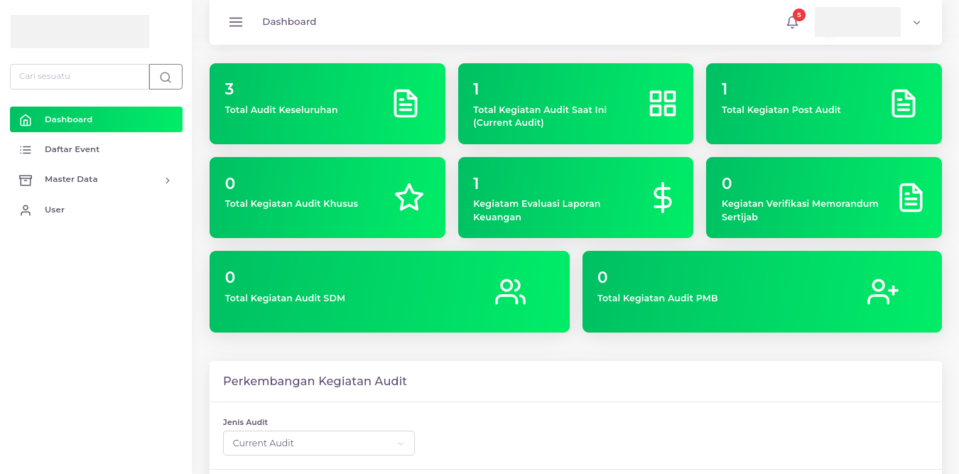 Dashboard
5
Cari sesuatu
Dashboard
Daftar Event
Master Data
User
3
Total Audit Keseluruhan
1
Total Kegiatan Audit Saat Ini
(Current Audit)
1
Total Kegiatan Post Audit
0
Total Kegiatan Audit Khusus
1
Kegiatam Evaluasi Laporan
Keuangan
0
Kegiatan Verifikasi Memorandum
Sertijab
0
Total Kegiatan Audit SDM
0
Total Kegiatan Audit PMB
Perkembangan Kegiatan Audit
Jenis Audit
Current Audit